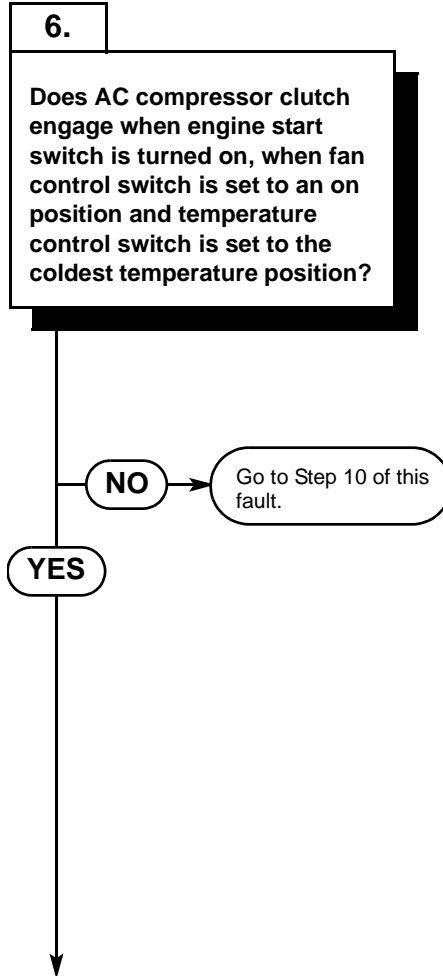 6.
Does AC compressor clutch
engage when engine start
switch is turned on, when fan
control switch is set to an on
position and temperature
control switch is set to the
coldest temperature position?
NO
Go to Step 10 of this
fault.
YES